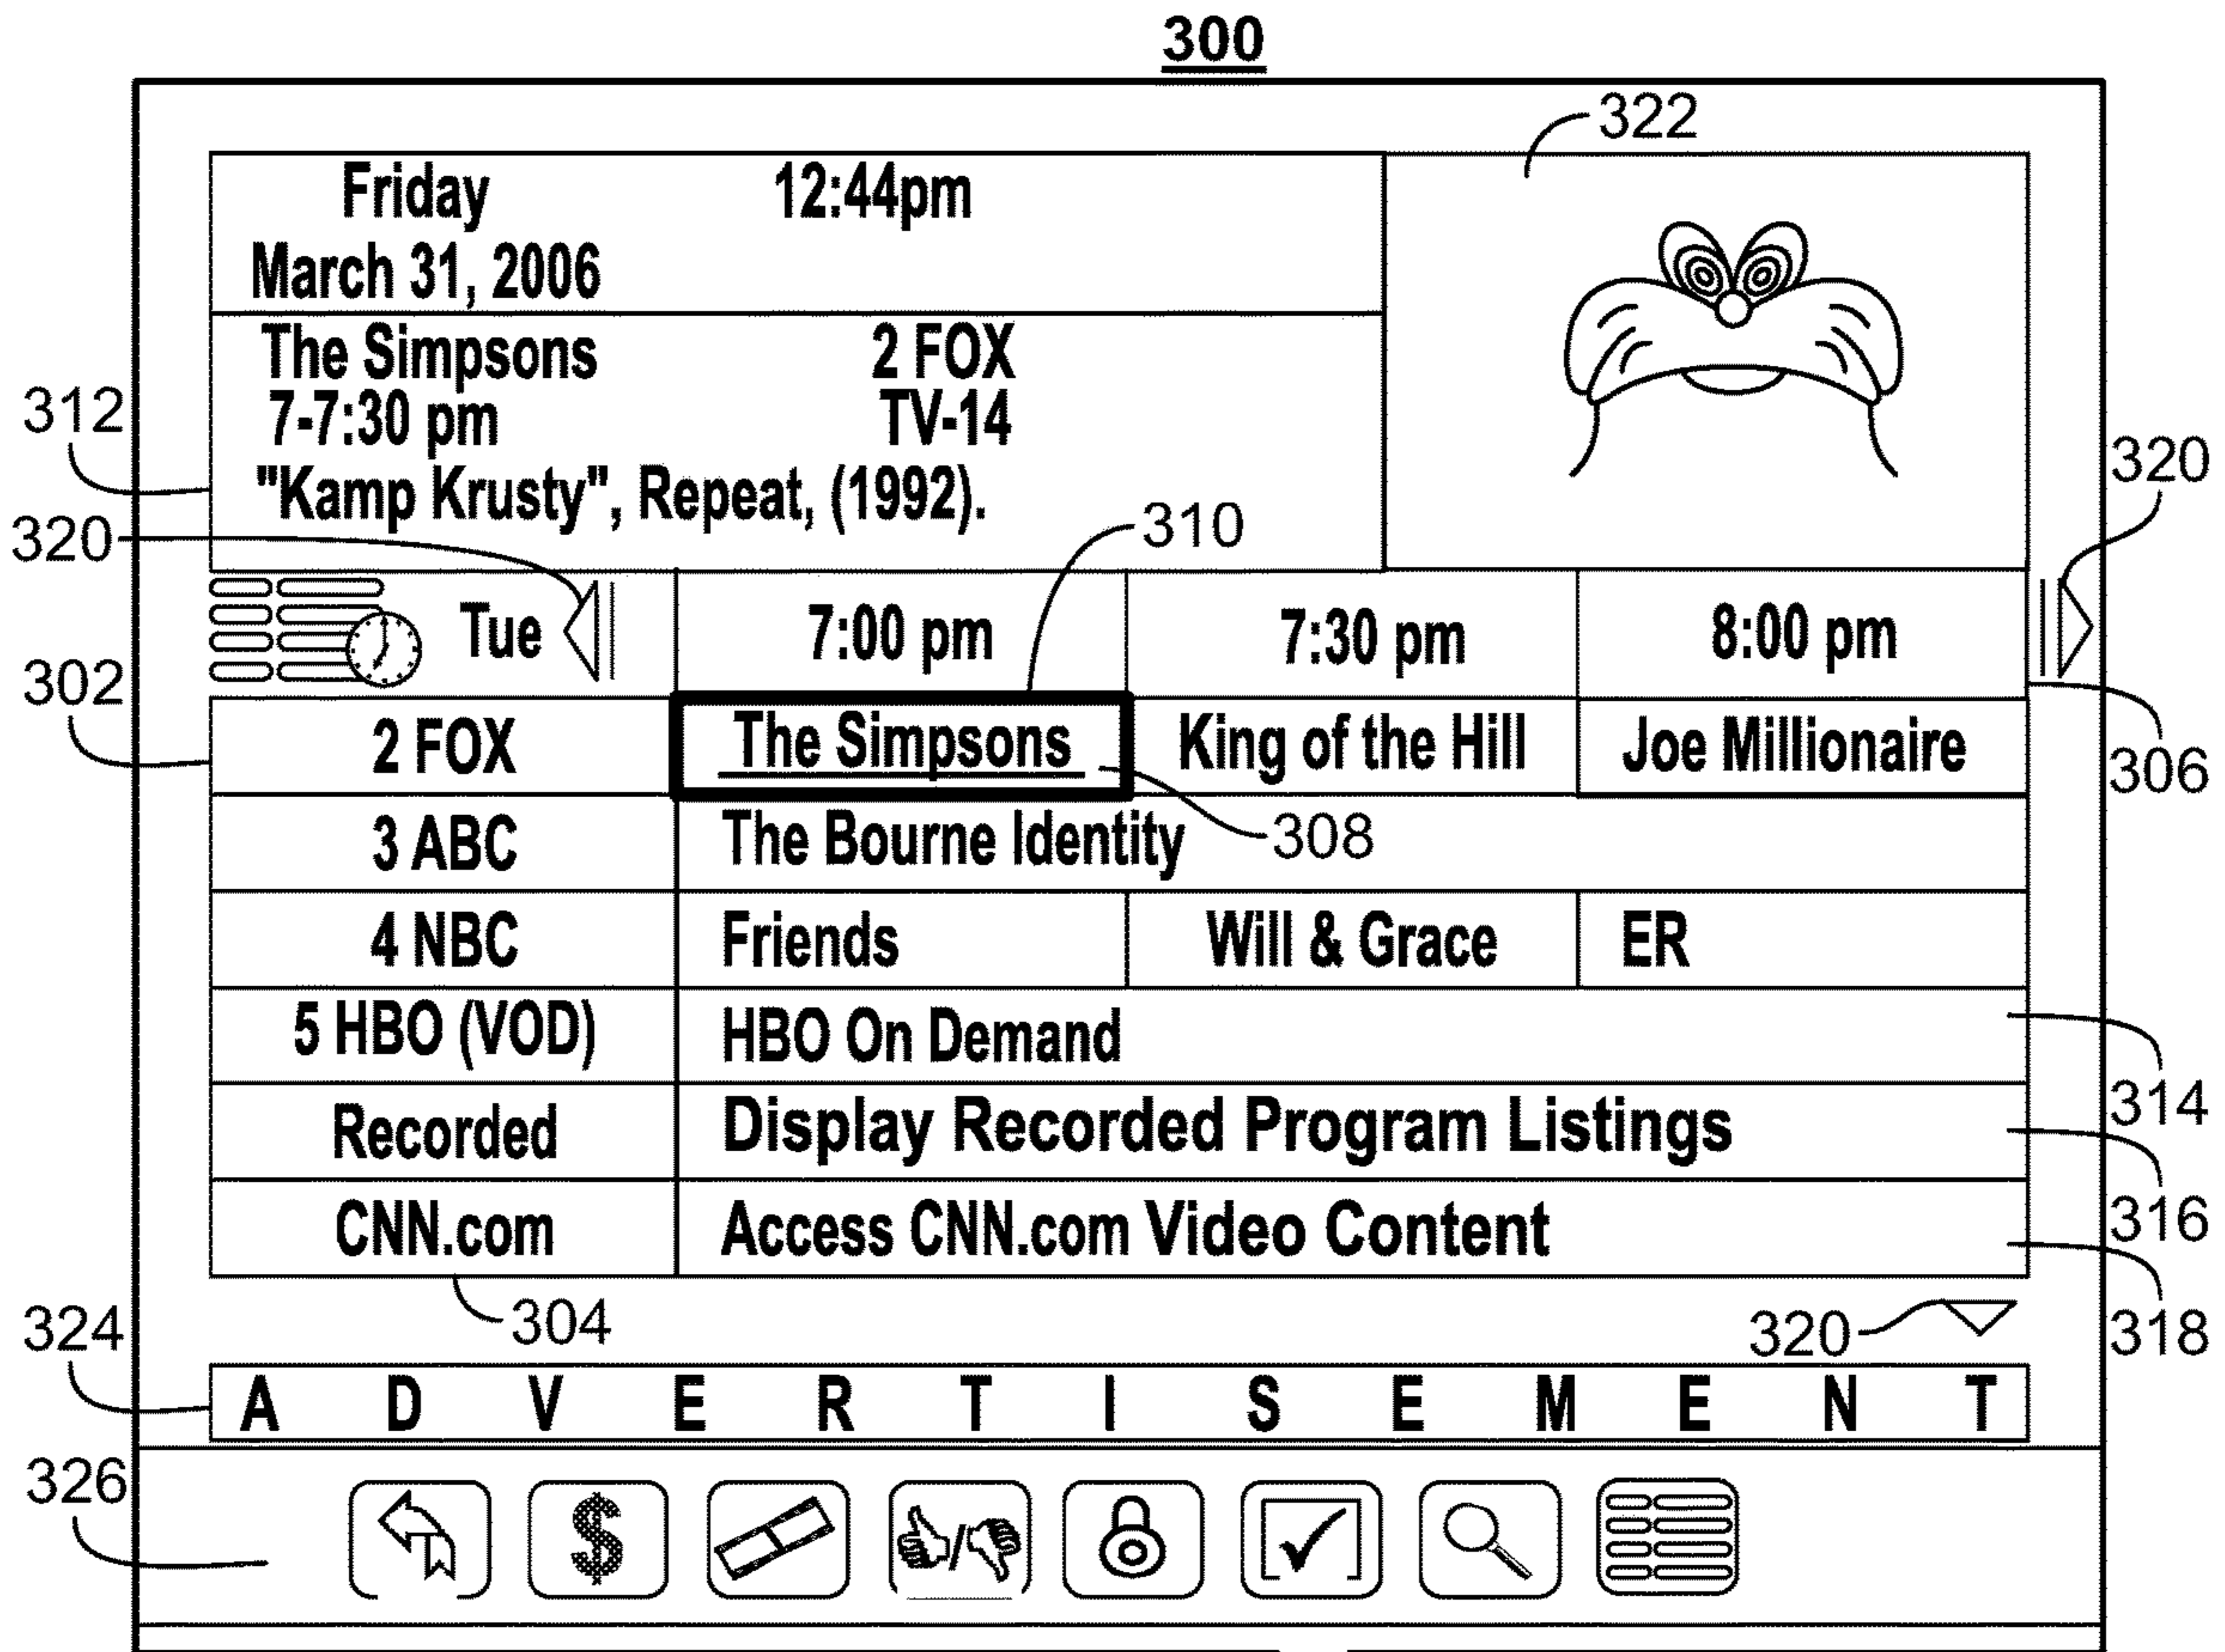 300
322
Friday 12:44pm
March 31, 2006
The Simpsons 2 FOX
312
7-7:30 pm TV-14
320
"Kamp Krusty", Repeat, (1992).
310
320
Tue 7:00 pm 7:30 pm 8:00 pm
302
2 FOX The Simpsons King of the Hill Joe Millionaire
306
3 ABC The Bourne Identity 308
4 NBC Friends Will & Grace ER
5 HBO (VOD) HBO On Demand
314
Recorded Display Recorded Program Listings
316
CNN.com Access CNN.com Video Content
304
324
320
318
A D V E R T I S E M E N T
326
$ /